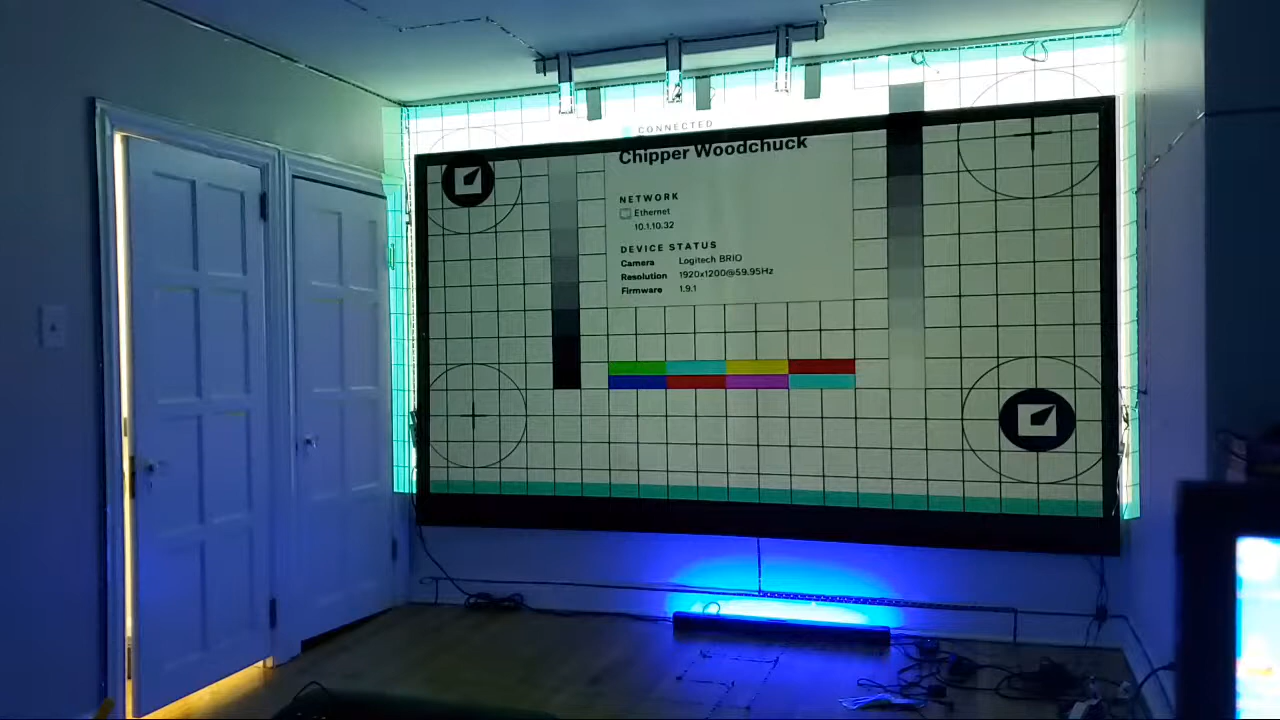 CONNECTED
Chipper Woodchuck
NETWORK
Ethernet
10.1.10.32
DEVICE STATUS
Camera Logitech BRIO
Resolution 1920x1200@59.95Hz
Firmware 1.9.1